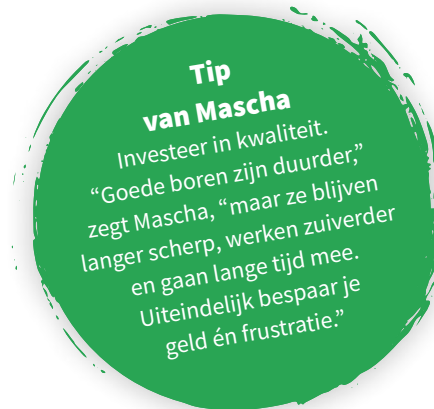 Tip
van Mascha
Investeer in kwaliteit.
“Goede boren zijn duurder,”
zegt Mascha, “maar ze blijven
langer scherp, werken zuiverder
en gaan lange tijd mee.
Uiteindelijk bespaar je
geld én frustratie.”